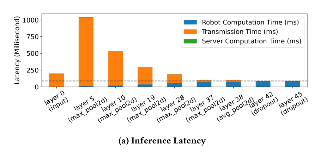 Robot Computation Time (ms)
Transmission Time (ms)
Server Computation Time (ms)
Latency (Millisecond)
1000
750
500
250
0
layer 0
(input)
layer 5
(max_pool2d)
layer 10
(max_pool2d)
layer 19
(max_pool2d)
layer 28
(max_pool2d)
layer 37
(max_pool2d)
layer 38
(avg_pool2d)
layer 42
(dropout)
layer 45
(dropout)
(a) Inference Latency